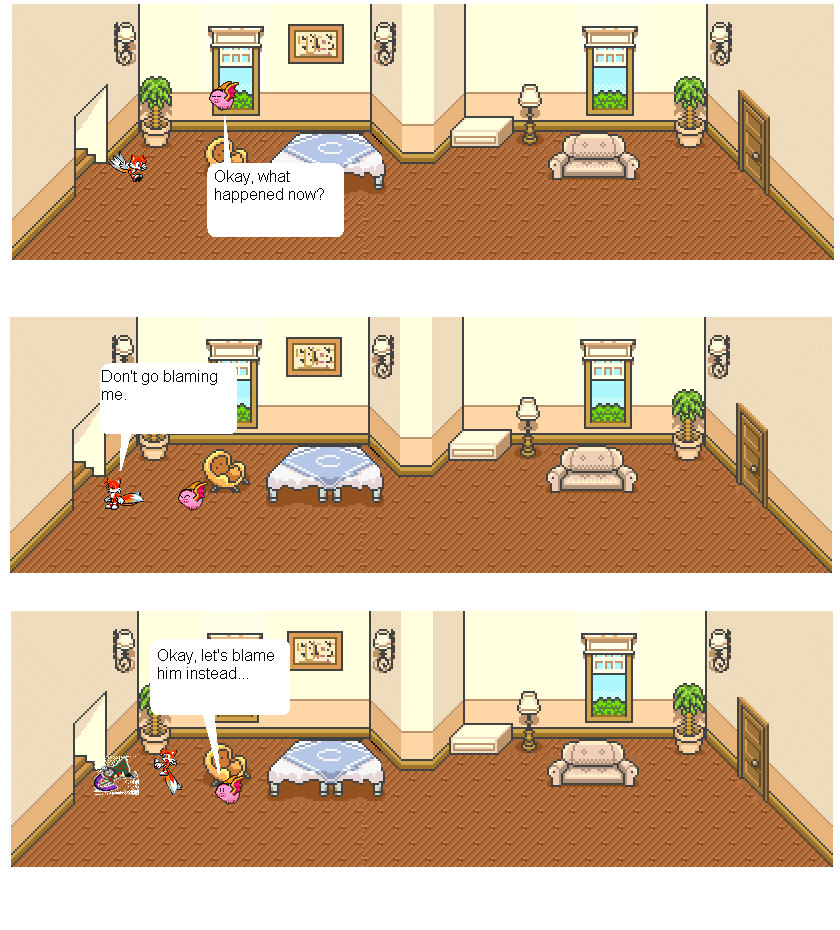 Okay, what
happened now?
Don't go blaming
me.
Okay, let's blame
him instead...